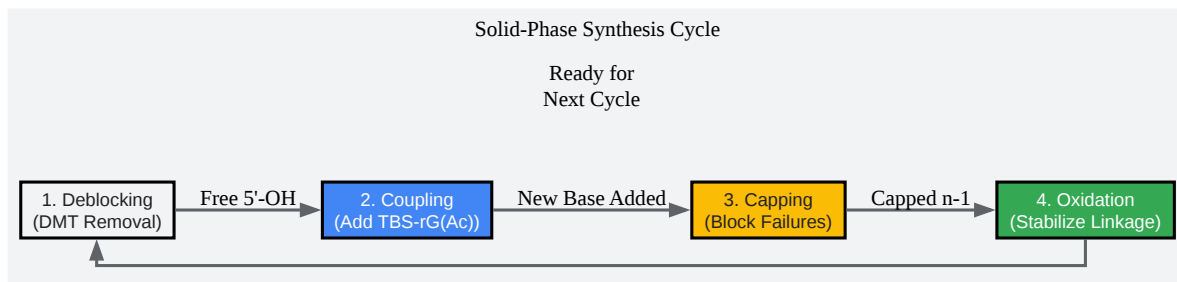 Solid-Phase Synthesis Cycle
Ready for
Next Cycle
1. Deblocking
(DMT Removal)
Free 5'-OH
2. Coupling
(Add TBS-rG(Ac))
New Base Added
3. Capping
(Block Failures)
Capped n-1
4. Oxidation
(Stabilize Linkage)